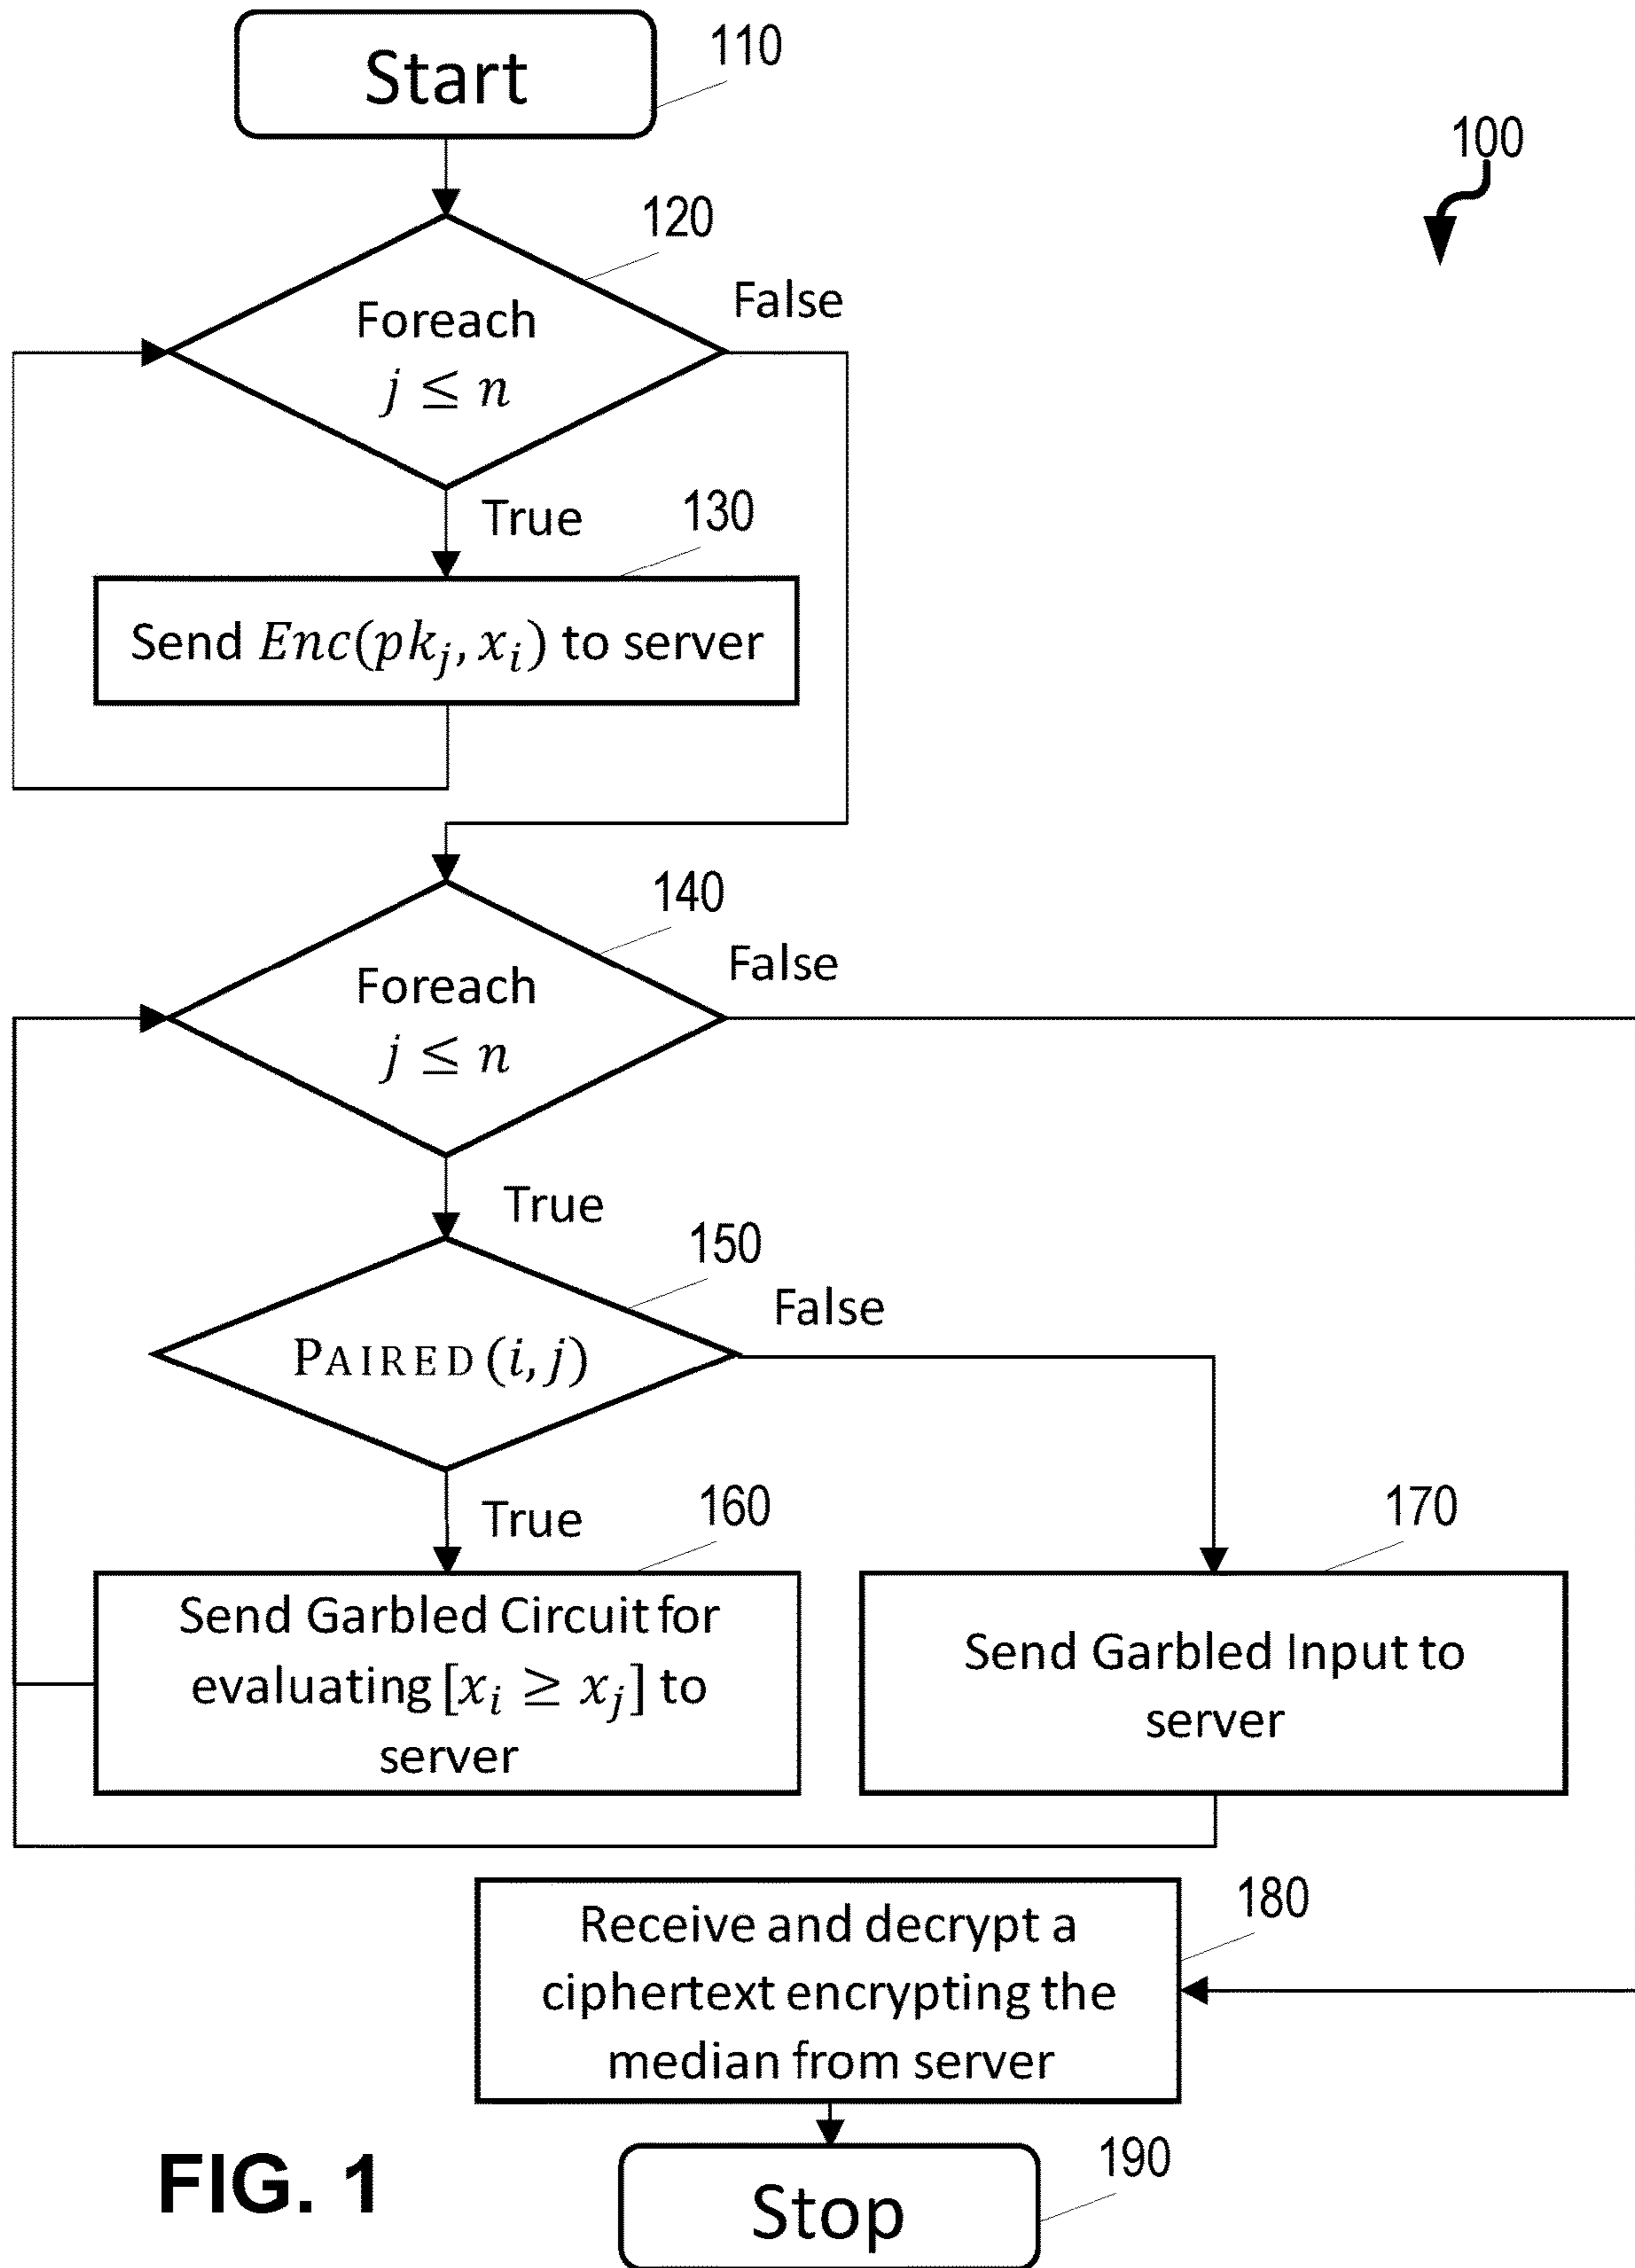 Start
110
100
120
Foreach
j ≤ n
False
True
130
Send Enc(pk_j, x_i) to server
140
Foreach
j ≤ n
False
True
150
PAIRED (i, j)
False
True
160
Send Garbled Circuit for
evaluating [x_i ≥ x_j] to
server
170
Send Garbled Input to
server
180
Receive and decrypt a
ciphertext encrypting the
median from server
190
Stop
FIG. 1